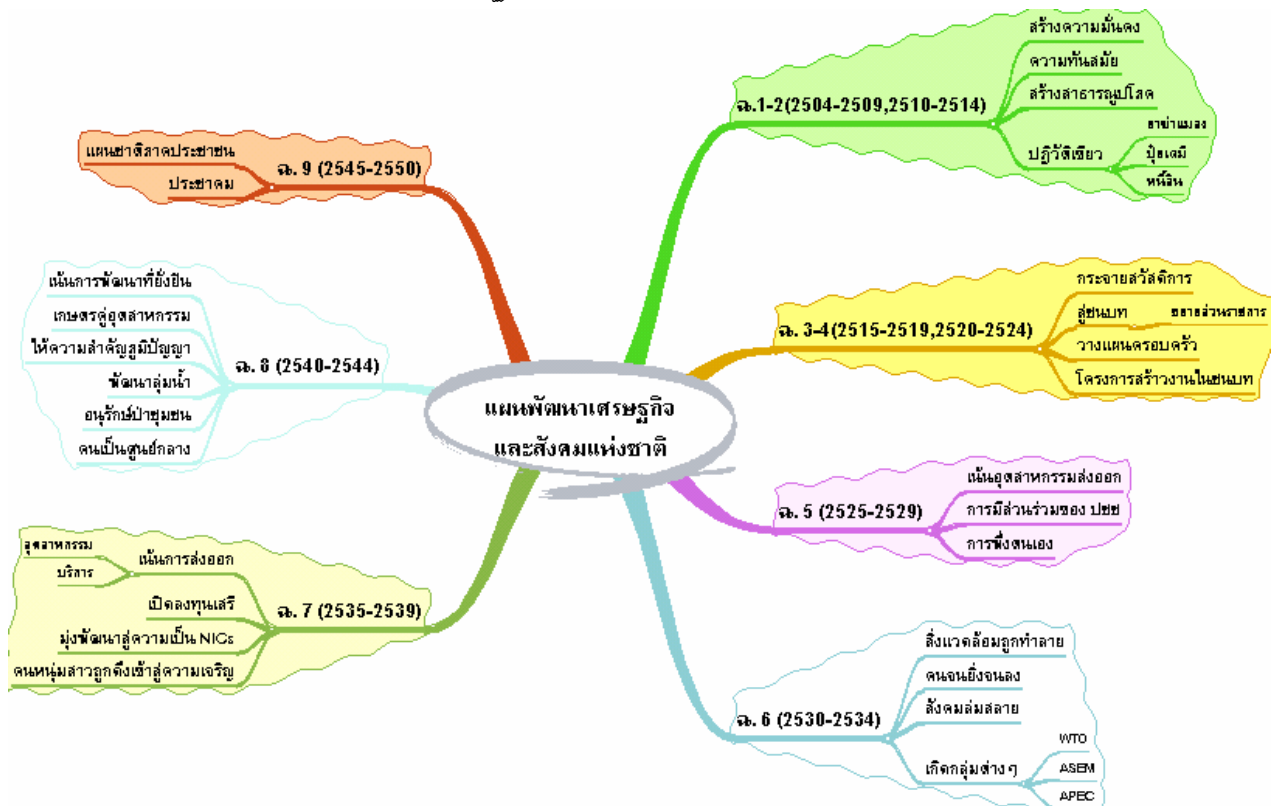 แผนพัฒนาเศรษฐกิจ
และสังคมแห่งชาติ
ฉ.1-2(2504-2509,2510-2514)
สร้างความมั่นคง
ความทันสมัย
สร้างสาธารณูปโภค
ปฏิวัติเขียว
ยาฆ่าแมลง
ปุ๋ยเคมี
หนี้สิน
ฉ. 3-4(2515-2519,2520-2524)
กระจายสวัสดิการ
สู่ชนบท
ขยายส่วนราชการ
วางแผนครอบครัว
โครงการสร้างงานในชนบท
ฉ. 5 (2525-2529)
เน้นอุตสาหกรรมส่งออก
การมีส่วนร่วมของ ปชช
การพึ่งตนเอง
ฉ. 6 (2530-2534)
สิ่งแวดล้อมถูกทำลาย
คนจนยิ่งจนลง
สังคมล่มสลาย
เกิดกลุ่มต่างๆ
WTO
ASEM
APEC
ฉ. 7 (2535-2539)
เน้นการส่งออก
อุตสาหกรรม
บริการ
เปิดลงทุนเสรี
มุ่งพัฒนาสู่ความเป็น NICs
คนหนุ่มสาวถูกดึงเข้าสู่ความเจริญ
ฉ. 8 (2540-2544)
เน้นการพัฒนาที่ยั่งยืน
เกษตรคู่อุตสาหกรรม
ให้ความสำคัญภูมิปัญญา
พัฒนาลุ่มน้ำ
อนุรักษ์ป่าชุมชน
คนเป็นศูนย์กลาง
ฉ. 9 (2545-2550)
แผนชาติภาคประชาชน
ประชาคม